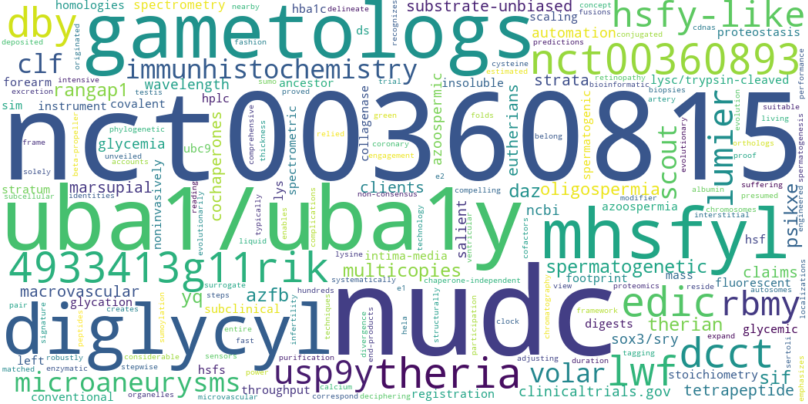 homologies spectrometry nearby hba1c delineate substrate-unbiased concept fusions hsfy-like
dby deposited originated fashion ds recognizes scaling cdnas proteostasis
gametologs automation conjugated predictions
clf immunhistochemistry nct00360893
forearm rangap1 wavelength insoluble strata estimated retinopathy lysc/trypsin-cleaved
excretion intensive testis sumo trial cysteine bioinformatic biopsies performance
sim instrument covalent hplc ancestor proved artery evolution suitable
nct00360815
frame phylogenetic glycemia ubc9 cochaperones spectrometric comprehensive thickness collagenase green coronary azoospermic eutherians folds spermatogenic scout lumier living
solely beta-propeller accounts relied engagement e2 belong evolutionary orthologs proof spermatogenesis
stratum unveiled marsupial lys non-consensus clients compelling daz oligospermia modifier albumin suffering
subcellular identities noninvasively reading evolutionarily typically enables complications technology salient ventricular cofactors ncbi azoospermia presumed chromosomes interstitial hsf psikxe engineered
uba1/uba1y mhsfyl
liquid lysine intima-media spermatogenetic
4933413g11rik multicopies footprint mass fluorescent claims
macrovascular yq azfb systematically chaperone-independent view proteomics reside autosomes localizations
glycation surrogate steps hundreds e1 framework
pair signature creates peptides sumoylation subclinical infertility techniques divergence end-products structurally deciphering chromatography participation edic rbmy
diglycyl nudc
entire hela clock digests therian glycemic
left fast power sensors expand sox3/sry
matched robustly considerable stepwise purification adjusting duration tagging dcct sertoli
enzymatic usp9y theria volar lwf stoichiometry sif
microaneurysms throughput calcium registration tetrapeptide
conventional organelles microvascular correspond clinicaltrials.gov emphasizes